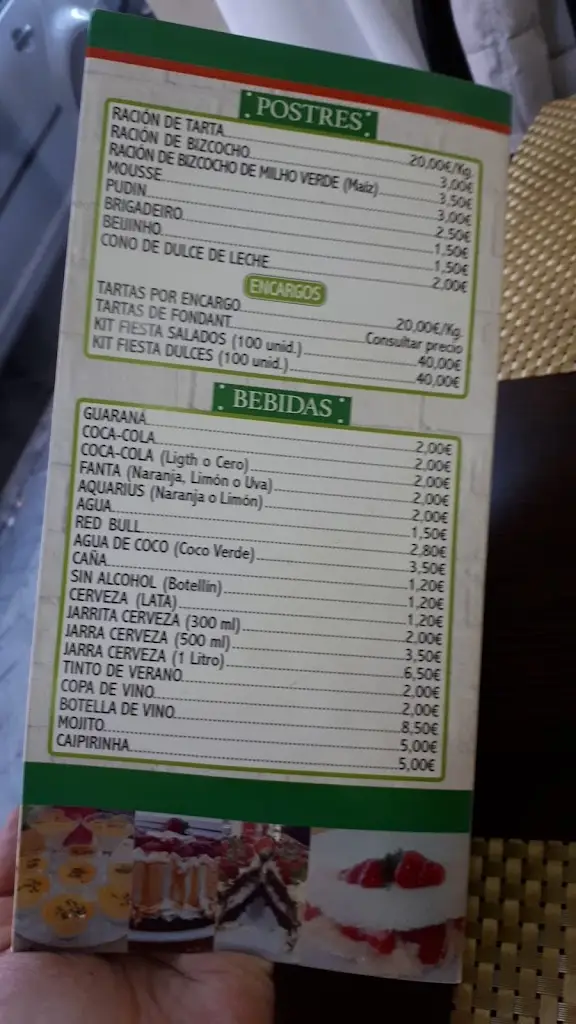 POSTRES
RACIÓN DE TARTA 20,00€/Kg.
RACIÓN DE BIZCOCHO 3,00€
RACIÓN DE BIZCOCHO DE MILHO VERDE (Maíz) 3,50€
MOUSSE 3,00€
PUDIN 2,50€
BRIGADEIRO 1,50€
BEIJINHO 1,50€
CONO DE DULCE DE LECHE 2,00€
ENCARGOS
TARTAS POR ENCARGO 20,00€/Kg.
TARTAS DE FONDANT Consultar precio
KIT FIESTA SALADOS (100 unid.) 40,00€
KIT FIESTA DULCES (100 unid.) 40,00€
BEBIDAS
GUARANÁ 2,00€
COCA-COLA 2,00€
COCA-COLA (Ligth o Cero) 2,00€
FANTA (Naranja, Limón o Uva) 2,00€
AQUARIUS (Naranja o Limón) 2,00€
AGUA 1,50€
RED BULL 2,80€
AGUA DE COCO (Coco Verde) 3,50€
CAÑA 1,20€
SIN ALCOHOL (Botellín) 1,20€
CERVEZA (LATA) 1,20€
JARRITA CERVEZA (300 ml) 2,00€
JARRA CERVEZA (500 ml) 3,50€
JARRA CERVEZA (1 Litro) 6,50€
TINTO DE VERANO 2,00€
COPA DE VINO 2,00€
BOTELLA DE VINO 8,50€
MOJITO 5,00€
CAIPIRINHA 5,00€